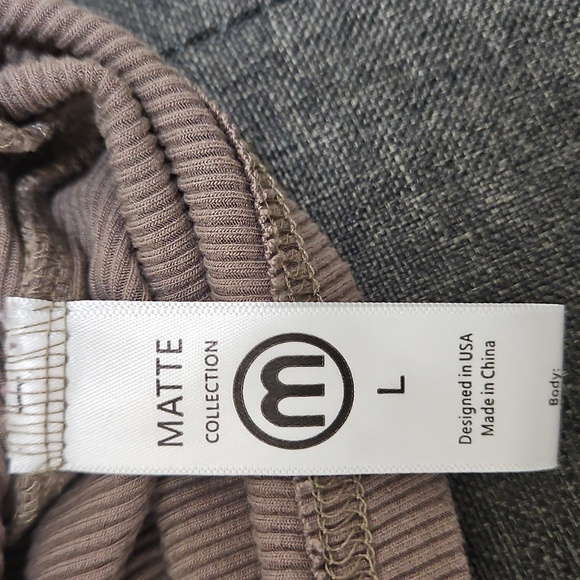 MATTE
COLLECTION
m
L
Designed in USA
Made in China
Body: